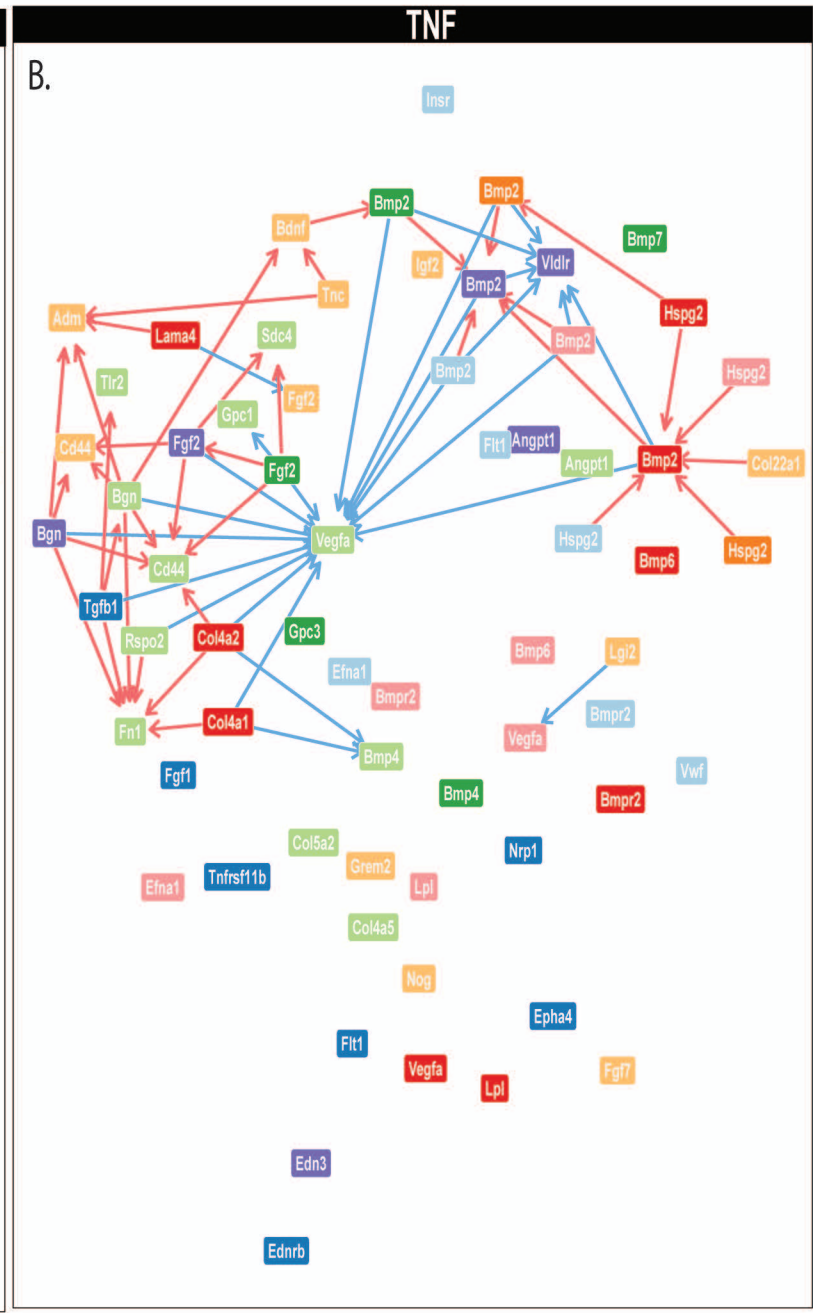 TNF
B.
Insr
Bmp2
Bmp2
Bdnf
Bmp7
Igf2
Vldlr
Bmp2
Tnc
Adm
Lama4
Sdc4
Hspg2
Bmp2
Bmp2
Hspg2
Tlr2
Fgf2
Gpc1
Cd44
Fgf2
Flt1
Angpt1
Angpt1
Bmp2
Col22a1
Fgf2
Bgn
Bgn
Vegfa
Hspg2
Hspg2
Bmp6
Cd44
Tgfb1
Rspo2
Col4a2
Gpc3
Bmp6
Lgi2
Efna1
Bmpr2
Bmpr2
Fn1
Col4a1
Vegfa
Bmp4
Fgf1
Vwf
Bmp4
Bmpr2
Col5a2
Nrp1
Grem2
Tnfrsf11b
Efna1
Lpl
Col4a5
Nog
Epha4
Flt1
Vegfa
Fgf7
Lpl
Edn3
Ednrb